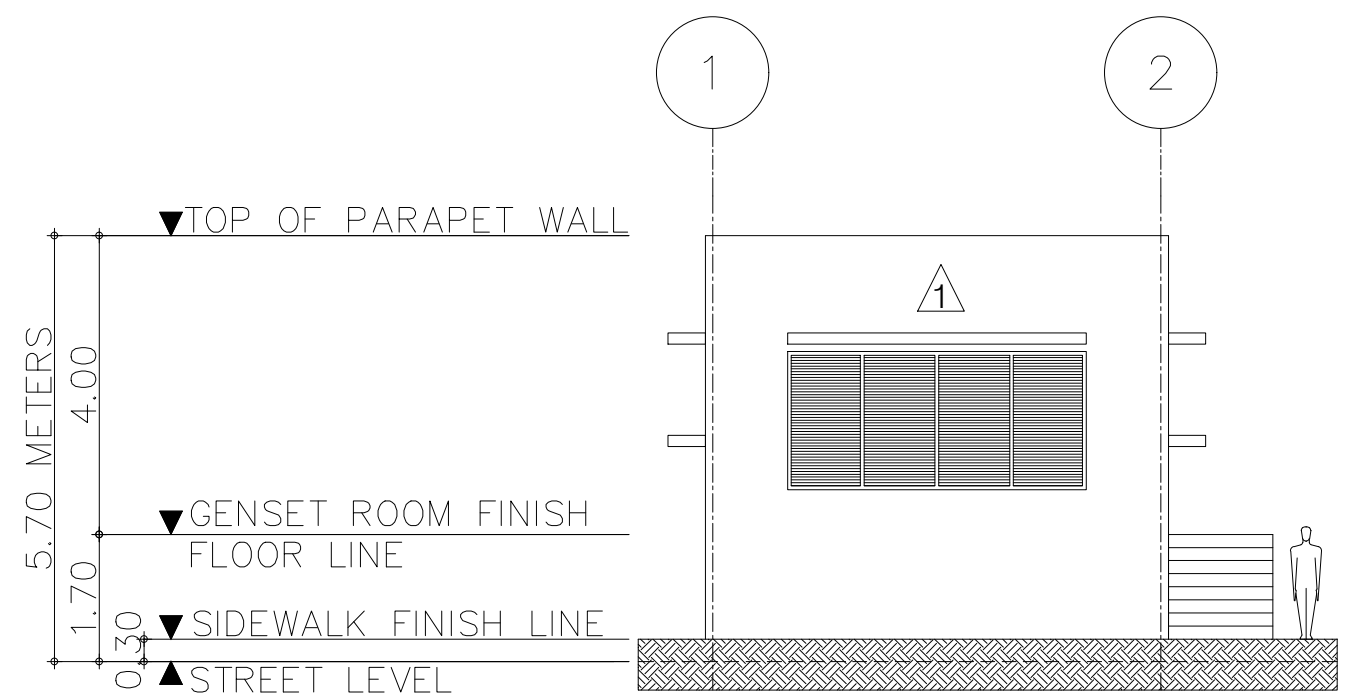 1
2
TOP OF PARAPET WALL
1
5.70 METERS
4.00
GENSET ROOM FINISH
FLOOR LINE
1.70
0.30
SIDEWALK FINISH LINE
STREET LEVEL